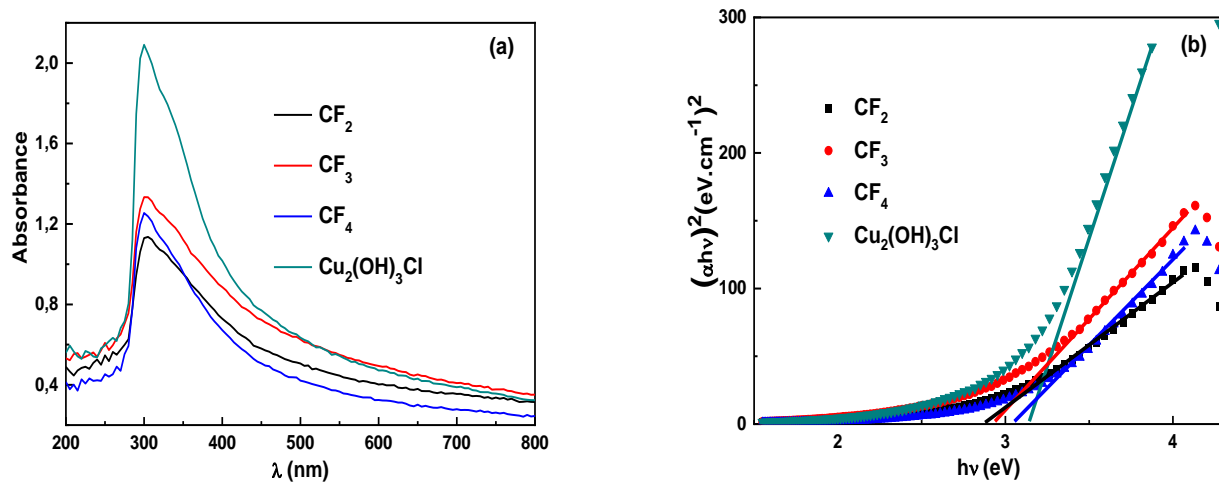 (a)
2,0
1,6
1,2
0,8
0,4
Absorbance
CF2
CF3
CF4
Cu2(OH)3Cl
200 300 400 500 600 700 800
λ (nm)
(b)
300
200
100
0
(αhν)2(eV.cm-1)2
CF2
CF3
CF4
Cu2(OH)3Cl
2 3 4
hν (eV)